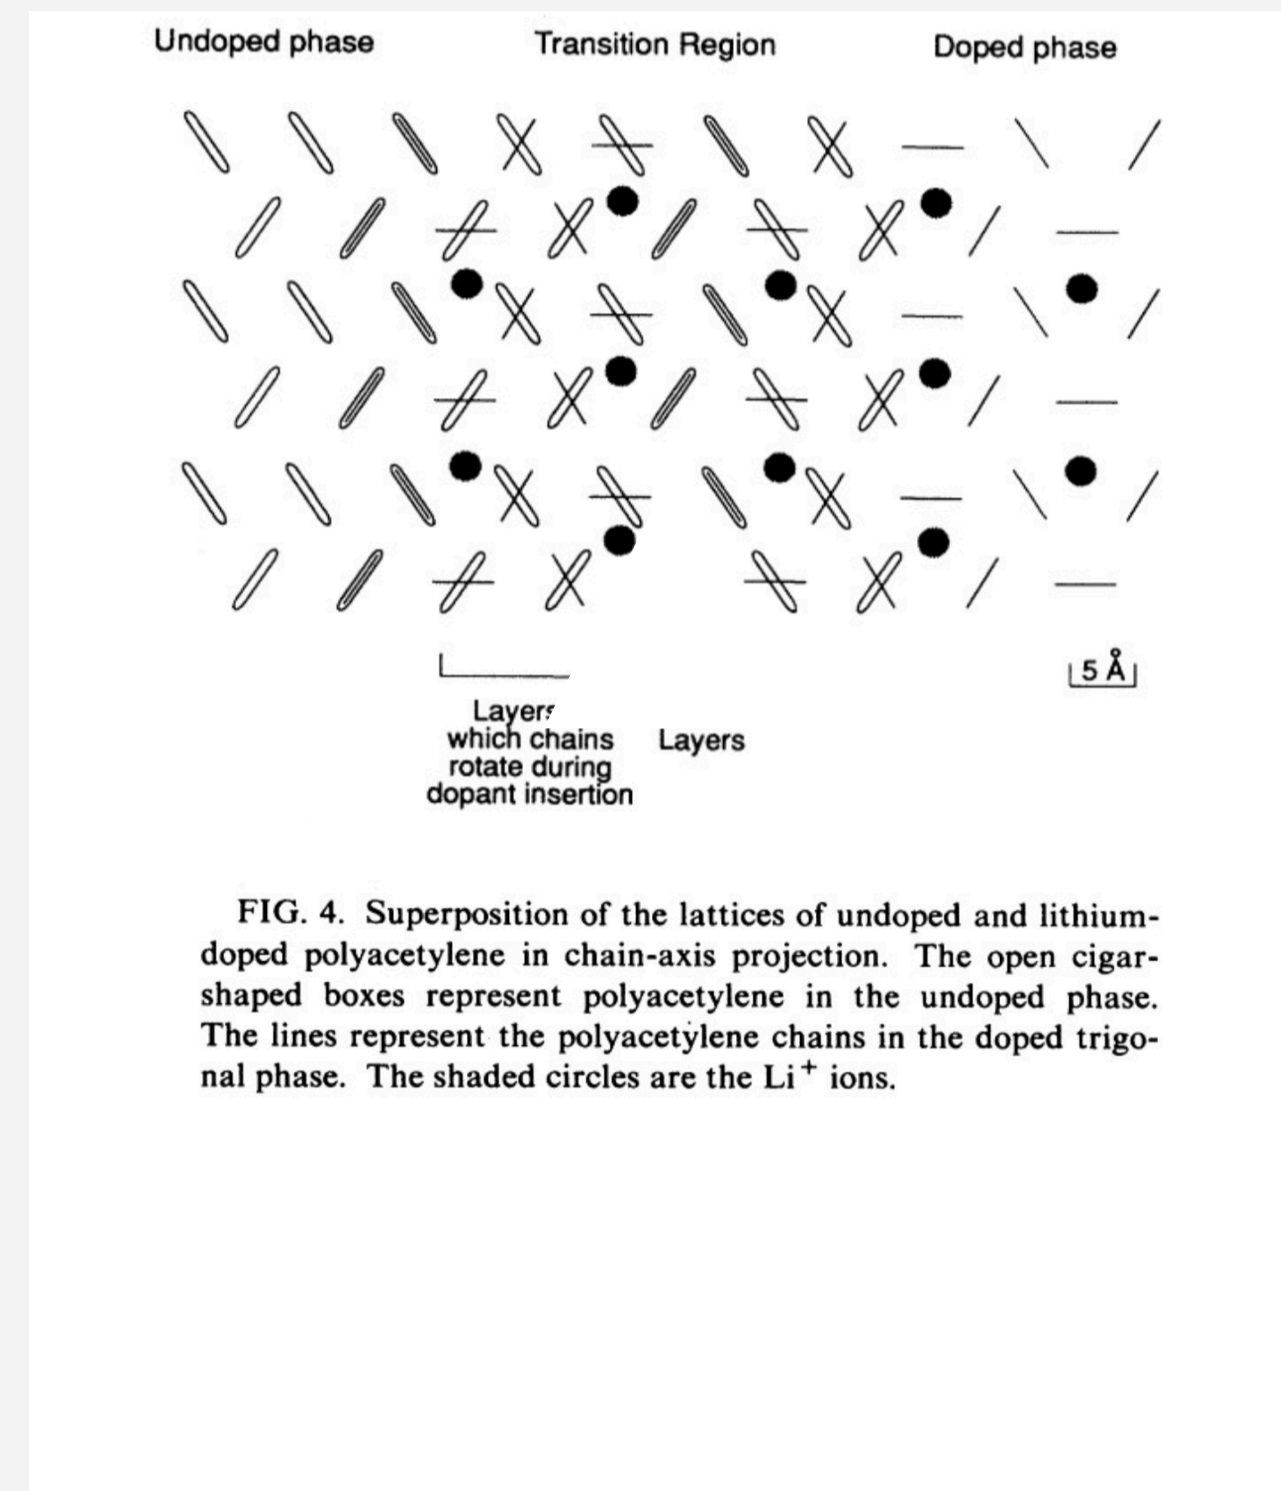 Undoped phase
Transition Region
Doped phase
5 Å
Layers
which chains
rotate during
dopant insertion
Layers
FIG. 4. Superposition of the lattices of undoped and lithium-
doped polyacetylene in chain-axis projection. The open cigar-
shaped boxes represent polyacetylene in the undoped phase.
The lines represent the polyacetylene chains in the doped trigo-
nal phase. The shaded circles are the Li+ ions.